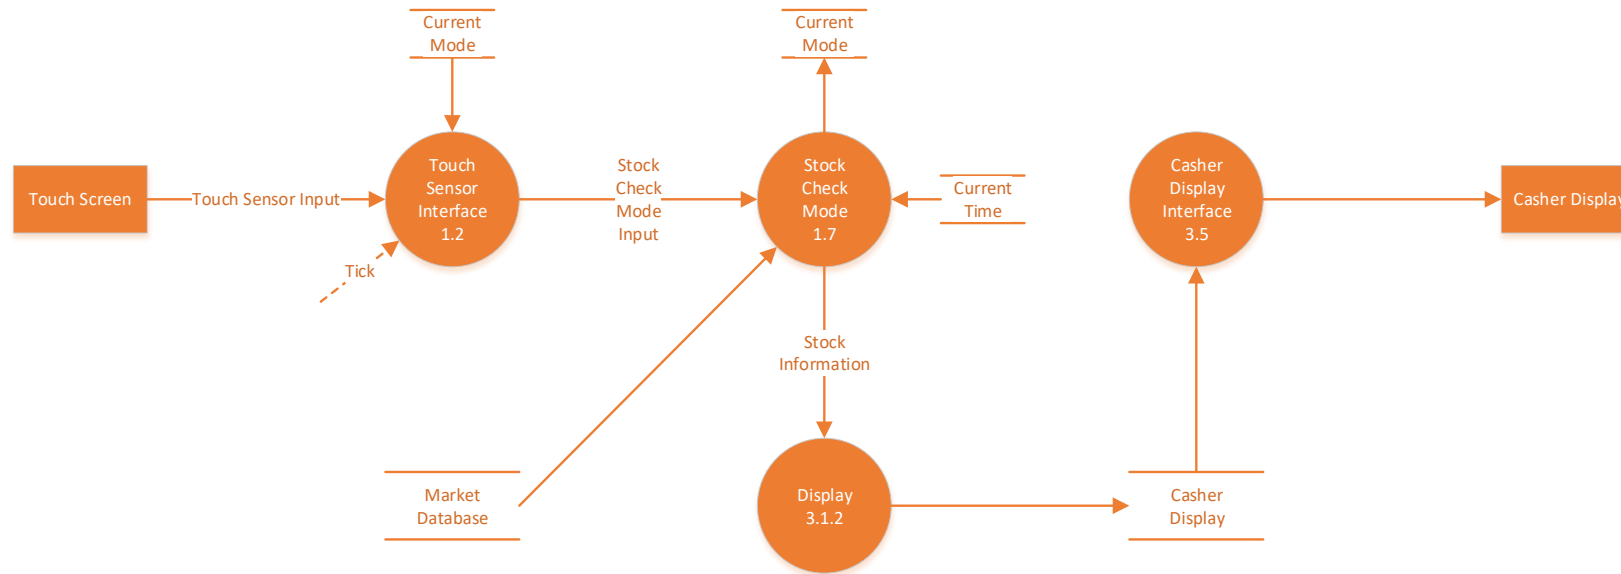 Current
Mode
Current
Mode
Touch Screen
Touch Sensor Input
Touch
Sensor
Interface
1.2
Stock
Check
Mode
Input
Stock
Check
Mode
1.7
Current
Time
Casher
Display
Interface
3.5
Casher Display
Tick
Stock
Information
Market
Database
Display
3.1.2
Casher
Display